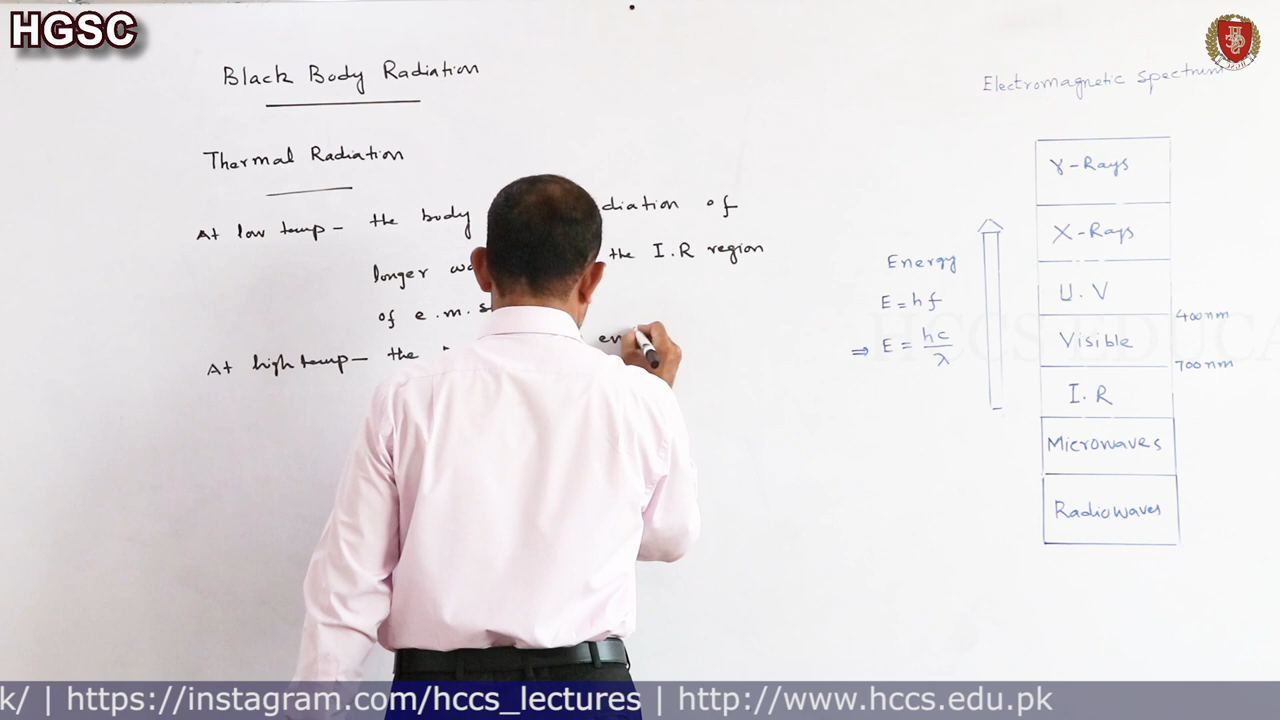 HGSC
Black Body Radiation
Thermal Radiation
At low temp – the body diation of
longer the I.R region
of e.m.s
At high temp – the
Electromagnetic spectrum
γ-Rays
X-Rays
U.V
400nm
Visible
700nm
I.R
Microwaves
Radiowaves
Energy
E = hf
⇒ E = hc/λ
k/ | https://instagram.com/hccs_lectures | http://www.hccs.edu.pk